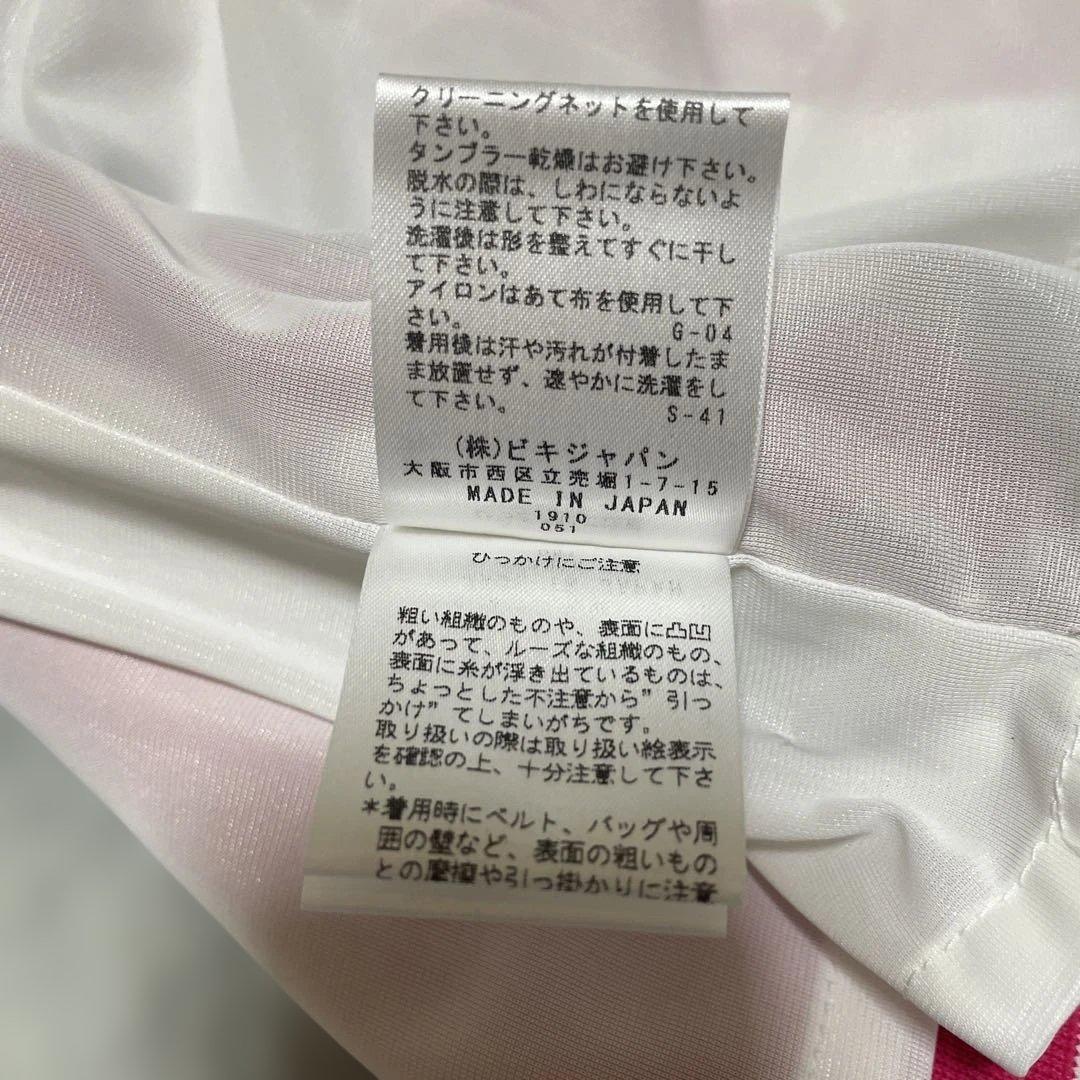 クリーニングネットを使用して
下さい。
タンブラー乾燥はお避け下さい。
脱水の際は、しわにならないよ
うに注意して下さい。
洗濯後は形を整えてすぐに干し
て下さい。
アイロンはあて布を使用して下
さい。 G-04
着用後は汗や汚れが付着したま
ま放置せず、速やかに洗濯をし
て下さい。 S-41
(株)ビキジャパン
大阪市西区立売堀1-7-15
MADE IN JAPAN
1910
051
ひっかけにご注意
粗い組織のものや、表面に凸凹
があって、ルーズな組織のもの、
表面に糸が浮き出ているものは、
ちょっとした不注意から”引っ
かけ”てしまいがちです。
取り扱いの際は取り扱い絵表示
を確認の上、十分注意して下さ
い。
*着用時にベルト、バッグや周
囲の壁など、表面の粗いもの
との摩擦や引っ掛かりに注意